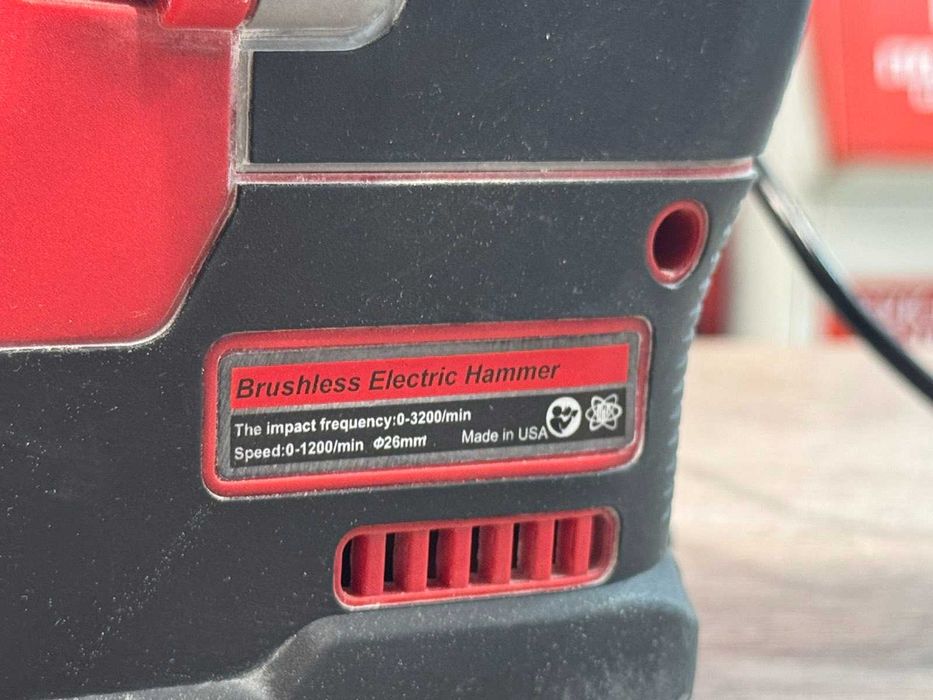 Brushless Electric Hammer
The impact frequency:0-3200/min
Speed:0-1200/min Φ26mm Made in USA